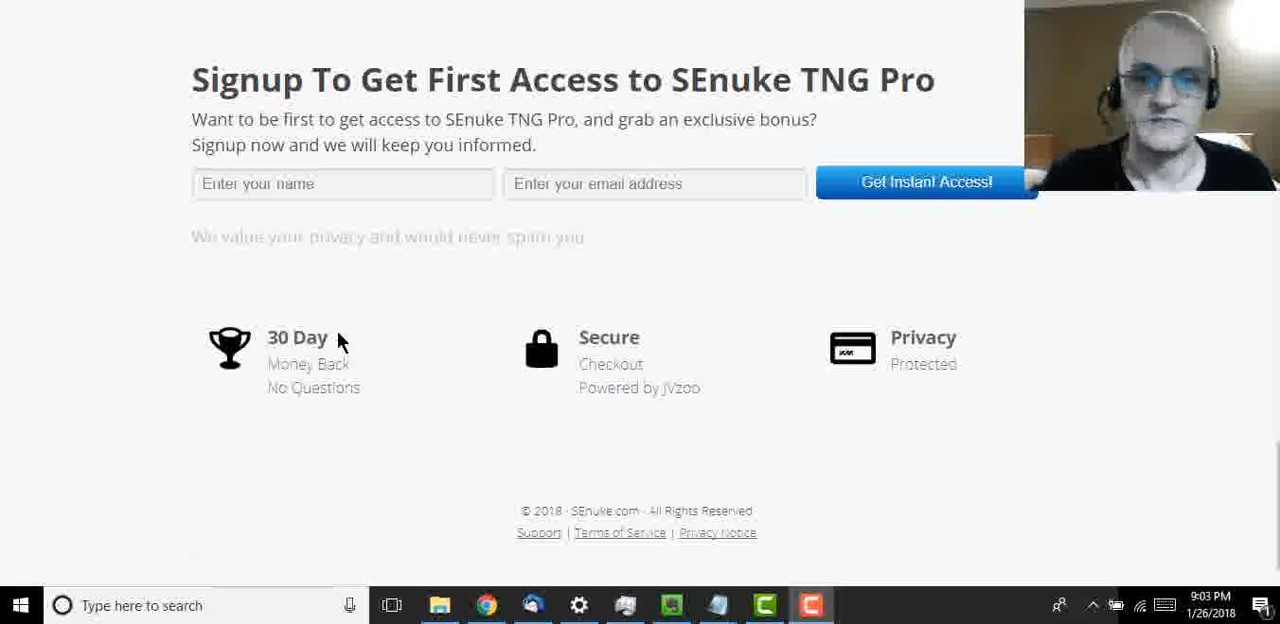 Signup To Get First Access to SEnuke TNG Pro
Want to be first to get access to SEnuke TNG Pro, and grab an exclusive bonus?
Signup now and we will keep you informed.
Enter your name
Enter your email address
Get Instant Access!
We value your privacy and would never spam you
30 Day
Money Back
No Questions
Secure
Checkout
Powered by JVzoo
Privacy
Protected
© 2018 · SEnuke.com · All Rights Reserved
Support | Terms of Service | Privacy Notice
Type here to search
9:03 PM
1/26/2018